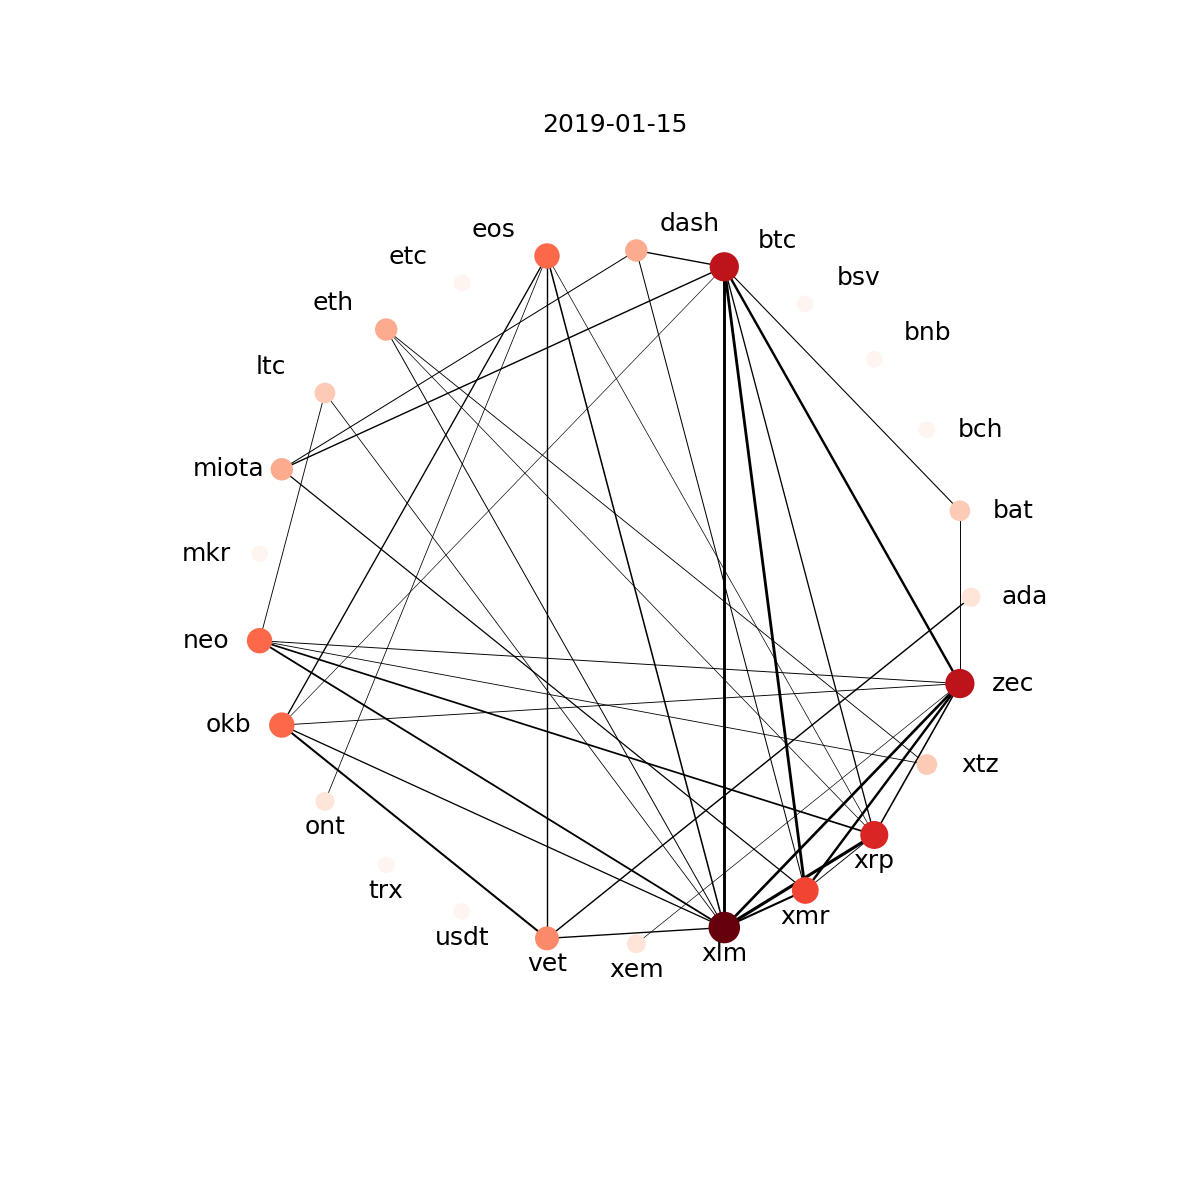 2019-01-15
dash
eos
btc
etc
bsv
eth
bnb
ltc
bch
miota
bat
mkr
ada
neo
zec
okb
xtz
ont
xrp
trx
xmr
usdt
xlm
vet
xem